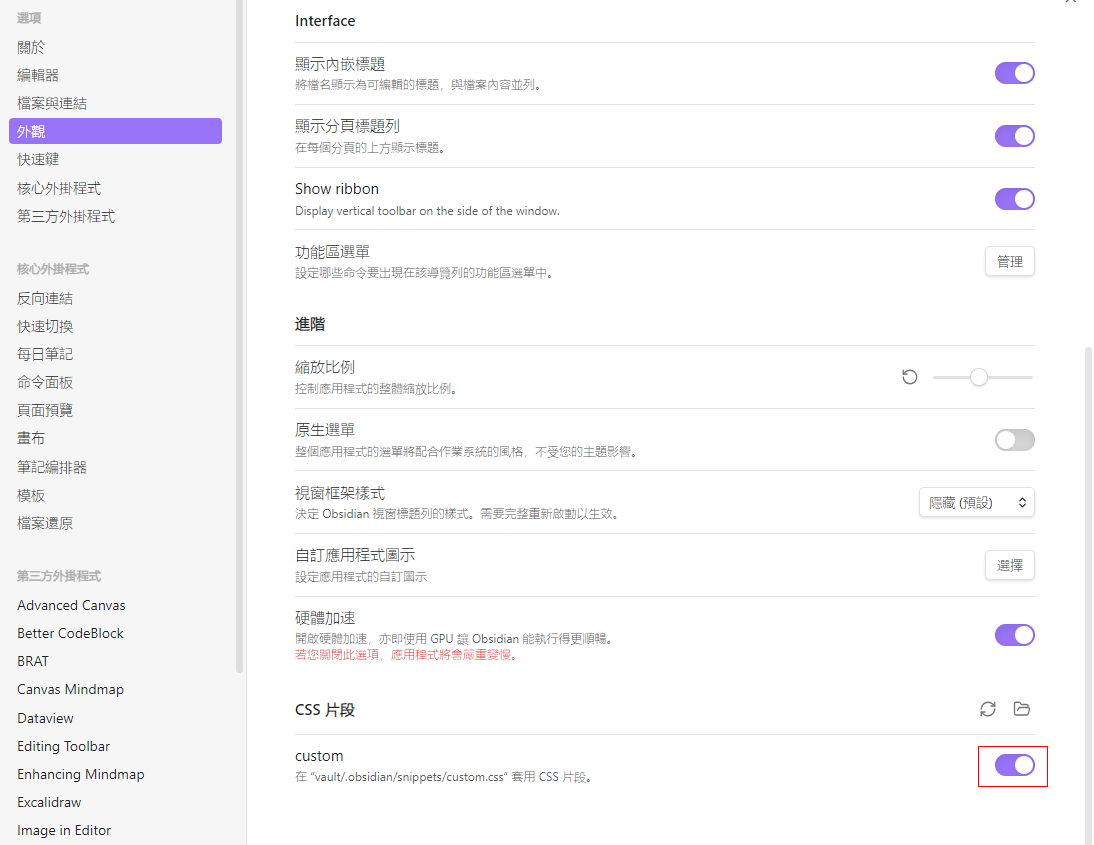 選項
關於
編輯器
檔案與連結
外觀
快速鍵
核心外掛程式
第三方外掛程式
核心外掛程式
反向連結
快速切換
每日筆記
命令面板
頁面預覽
畫布
筆記編排器
模板
檔案還原
第三方外掛程式
Advanced Canvas
Better CodeBlock
BRAT
Canvas Mindmap
Dataview
Editing Toolbar
Enhancing Mindmap
Excalidraw
Image in Editor
Interface
顯示內嵌標題
將檔名顯示為可編輯的標題，與檔案內容並列。
顯示分頁標題列
在每個分頁的上方顯示標題。
Show ribbon
Display vertical toolbar on the side of the window.
功能區選單
設定哪些命令要出現在該導覽列的功能區選單中。
管理
進階
縮放比例
控制應用程式的整體縮放比例。
原生選單
整個應用程式的選單將配合作業系統的風格，不受您的主題影響。
視窗框架樣式
決定 Obsidian 視窗標題列的樣式。需要完整重新啟動以生效。
隱藏 (預設)
自訂應用程式圖示
設定應用程式的自訂圖示
選擇
硬體加速
開啟硬體加速，亦即使用 GPU 讓 Obsidian 能執行得更順暢。
若您關閉此選項，應用程式將會嚴重變慢。
CSS 片段
custom
在 “vault/.obsidian/snippets/custom.css” 套用 CSS 片段。